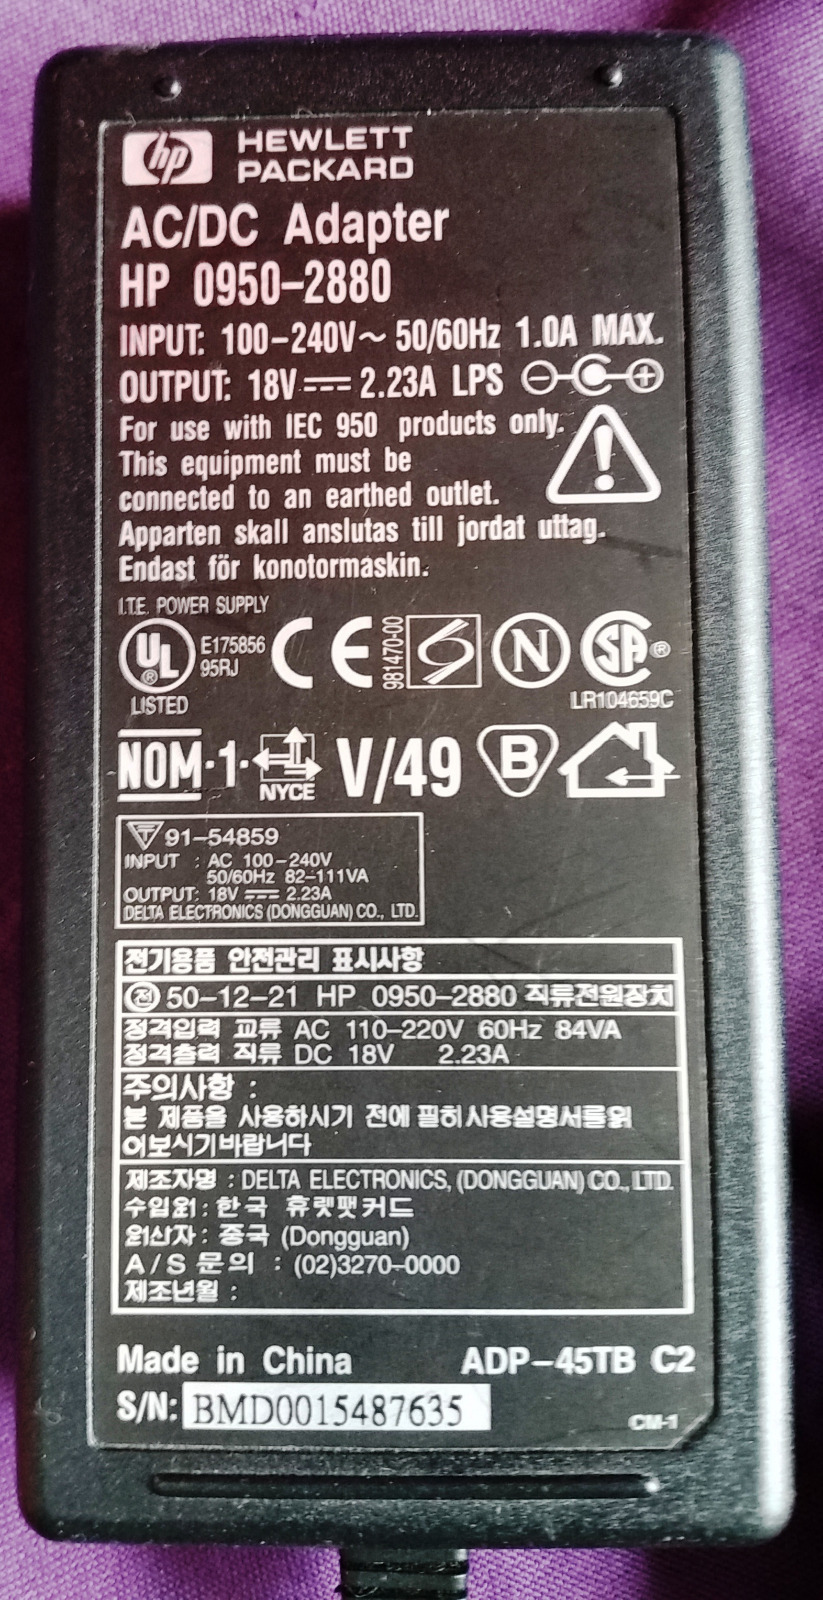 hp HEWLETT
PACKARD
AC/DC Adapter
HP 0950-2880
INPUT: 100-240V~ 50/60Hz 1.0A MAX.
OUTPUT: 18V⎓ 2.23A LPS
For use with IEC 950 products only.
This equipment must be
connected to an earthed outlet.
Apparten skall anslutas till jordat uttag.
Endast för konotormaskin.
I.T.E. POWER SUPPLY
UL® E175856
95RJ
LISTED
CE
981470-00
N
SA®
LR104659C
NOM·1·NYCE V/49 B
T 91-54859
INPUT : AC 100-240V
50/60Hz 82-111VA
OUTPUT: 18V⎓ 2.23A
DELTA ELECTRONICS (DONGGUAN) CO., LTD.
전기용품 안전관리 표시사항
전 50-12-21 HP 0950-2880 직류전원장치
정격입력 교류 AC 110-220V 60Hz 84VA
정격출력 직류 DC 18V 2.23A
주의사항 :
본 제품을 사용하시기 전에 필히사용설명서를읽
어보시기바랍니다
제조자명 : DELTA ELECTRONICS, (DONGGUAN) CO., LTD.
수입원: 한국 휴렛팻커드
원산자: 중국 (Dongguan)
A/S 문의 : (02)3270-0000
제조년월 :
Made in China ADP-45TB C2
S/N: BMD0015487635
CM-1